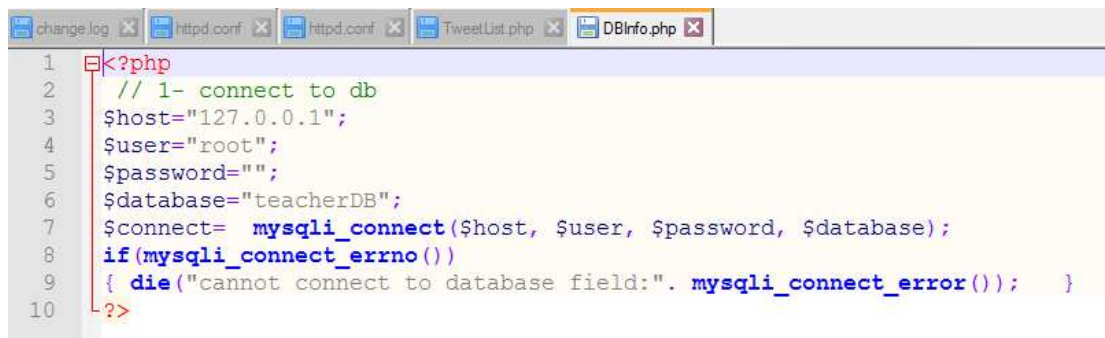 change.log httpd.conf httpd.conf TweetList.php DBInfo.php
1 <?php
2 // 1- connect to db
3 $host="127.0.0.1";
4 $user="root";
5 $password="";
6 $database="teacherDB";
7 $connect=  mysqli_connect($host, $user, $password, $database);
8 if(mysqli_connect_errno())
9 { die("cannot connect to database field:". mysqli_connect_error());   }
10 ?>